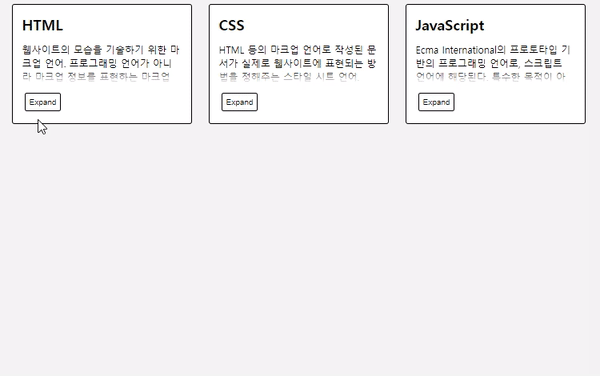 HTML
웹사이트의 모습을 기술하기 위한 마
크업 언어. 프로그래밍 언어가 아니
라 마크업 정보를 표현하는 마크업
Expand
CSS
HTML 등의 마크업 언어로 작성된 문
서가 실제로 웹사이트에 표현되는 방
법을 정해주는 스타일 시트 언어
Expand
JavaScript
Ecma International의 프로토타입 기
반의 프로그래밍 언어로, 스크립트
언어에 해당된다. 특수한 목적이 아
Expand